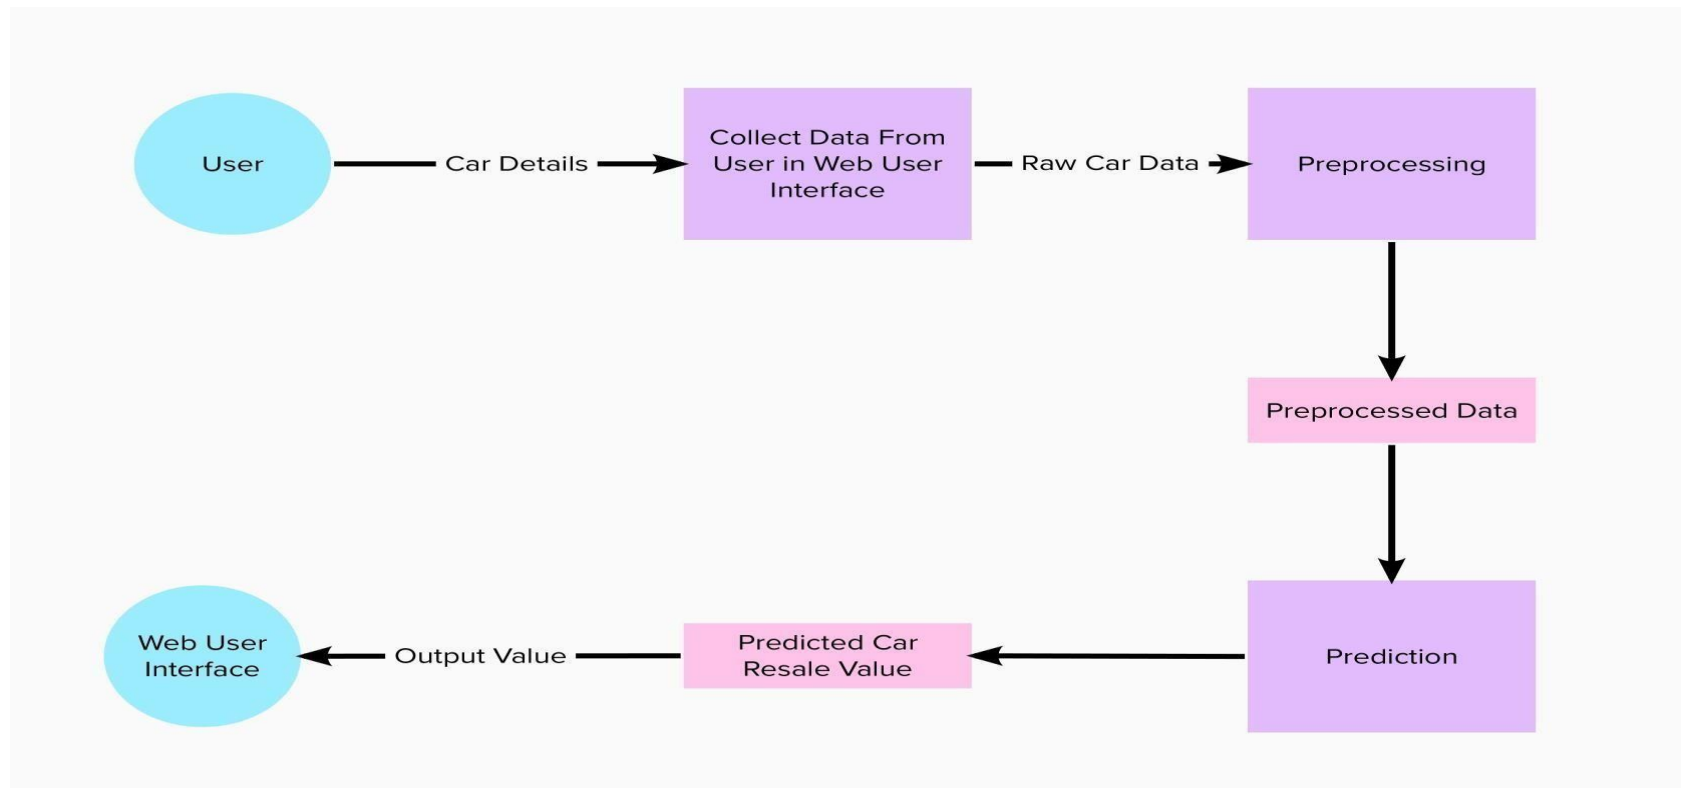 User
Car Details
Collect Data From
User in Web User
Interface
Raw Car Data
Preprocessing
Preprocessed Data
Prediction
Predicted Car
Resale Value
Output Value
Web User
Interface